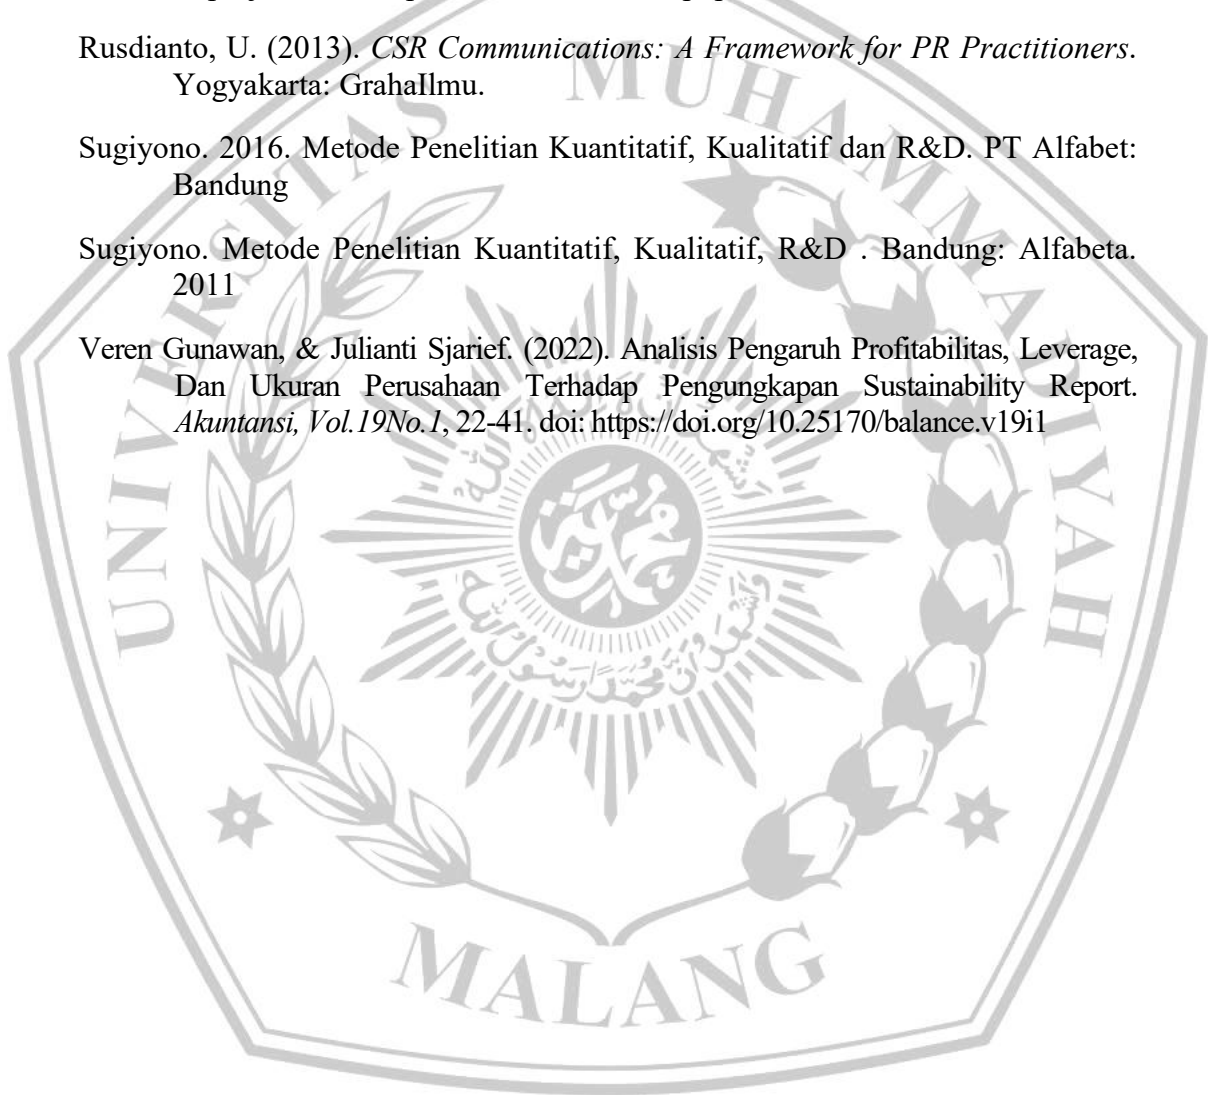 Rusdianto, U. (2013). CSR Communications: A Framework for PR Practitioners.
Yogyakarta: GrahaIlmu.
Sugiyono. 2016. Metode Penelitian Kuantitatif, Kualitatif dan R&D. PT Alfabet:
Bandung
Sugiyono. Metode Penelitian Kuantitatif, Kualitatif, R&D . Bandung: Alfabeta.
2011
Veren Gunawan, & Julianti Sjarief. (2022). Analisis Pengaruh Profitabilitas, Leverage,
Dan Ukuran Perusahaan Terhadap Pengungkapan Sustainability Report.
Akuntansi, Vol.19No.1, 22-41. doi: https://doi.org/10.25170/balance.v19i1
UNIVERSITAS MUHAMMADIYAH
MALANG